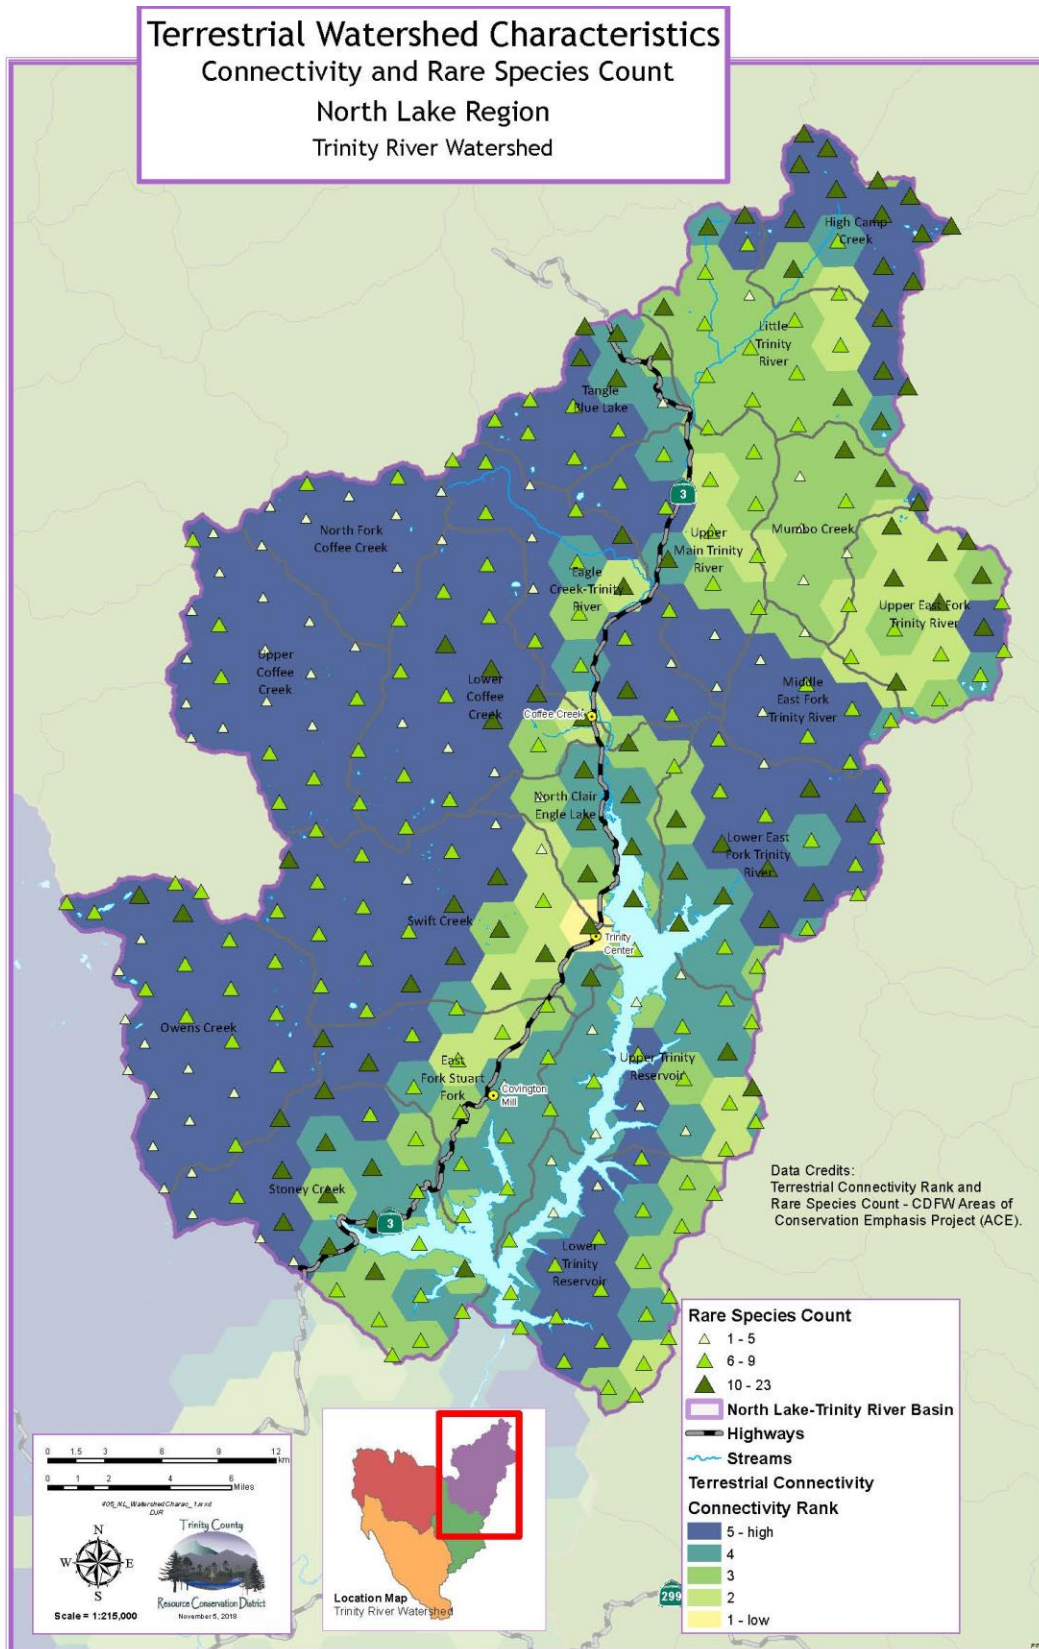 Terrestrial Watershed Characteristics
Connectivity and Rare Species Count
North Lake Region
Trinity River Watershed
High Camp
Creek
Little
Trinity
River
Tangle
Blue Lake
3
North Fork
Coffee Creek
Upper
Main Trinity
River
Mumbo Creek
Eagle
Creek-Trinity
River
Upper East Fork
Trinity River
Upper
Coffee
Creek
Lower
Coffee
Creek
Middle
East Fork
Trinity River
Coffee Creek
North Clair
Engle Lake
Lower East
Fork Trinity
River
Swift Creek
Trinity
Center
Owens Creek
East
Fork Stuart
Fork
Upper Trinity
Reservoir
Covington
Mill
Stoney Creek
3
Lower
Trinity
Reservoir
Data Credits:
Terrestrial Connectivity Rank and
Rare Species Count - CDFW Areas of
Conservation Emphasis Project (ACE).
Rare Species Count
1 - 5
6 - 9
10 - 23
North Lake-Trinity River Basin
Highways
Streams
Terrestrial Connectivity
Connectivity Rank
5 - high
4
3
2
1 - low
0 1.5 3 6 9 12
km
0 1 2 4 6
Miles
DJR
N
W E
S
Scale = 1:215,000
Trinity County
Resource Conservation District
November 5, 2018
Location Map
Trinity River Watershed
299